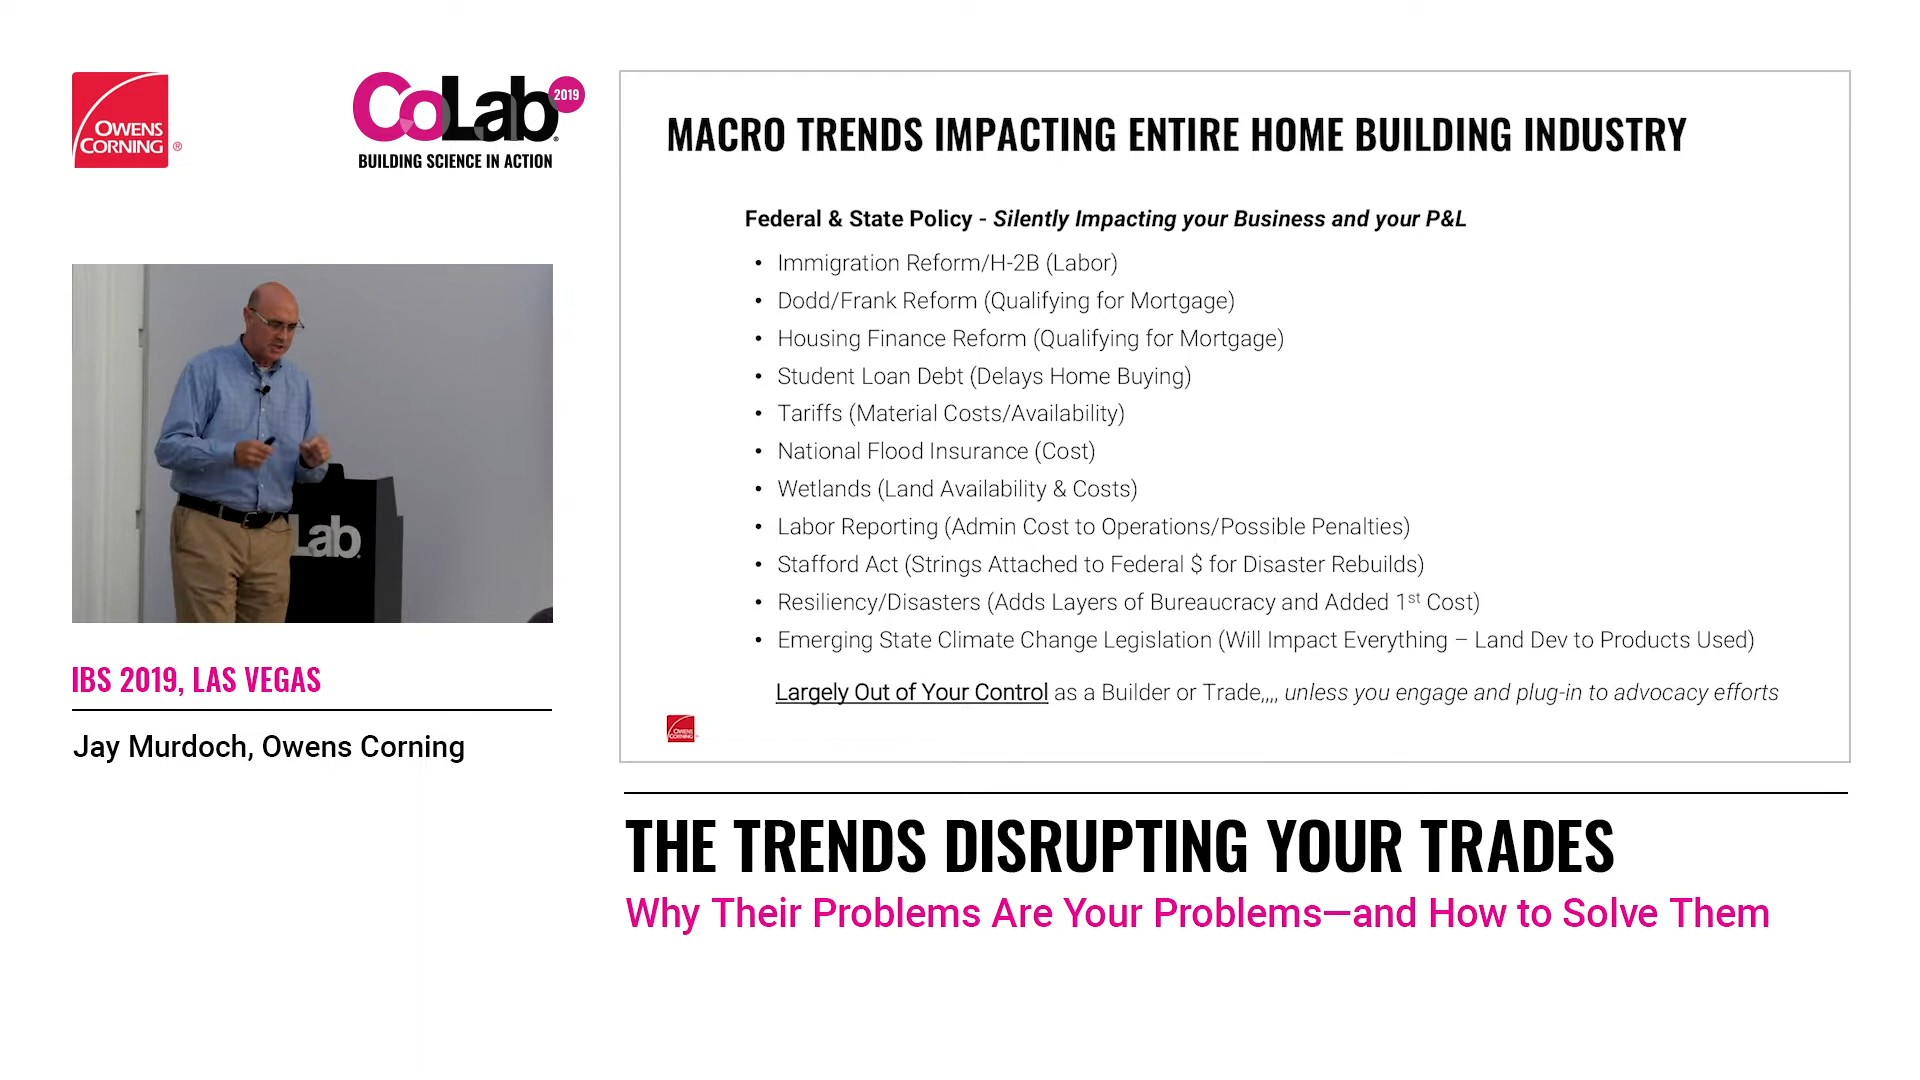 OWENS
CORNING ®
CoLab 2019
BUILDING SCIENCE IN ACTION
Lab
IBS 2019, LAS VEGAS
Jay Murdoch, Owens Corning
MACRO TRENDS IMPACTING ENTIRE HOME BUILDING INDUSTRY
Federal & State Policy - Silently Impacting your Business and your P&L
• Immigration Reform/H-2B (Labor)
• Dodd/Frank Reform (Qualifying for Mortgage)
• Housing Finance Reform (Qualifying for Mortgage)
• Student Loan Debt (Delays Home Buying)
• Tariffs (Material Costs/Availability)
• National Flood Insurance (Cost)
• Wetlands (Land Availability & Costs)
• Labor Reporting (Admin Cost to Operations/Possible Penalties)
• Stafford Act (Strings Attached to Federal $ for Disaster Rebuilds)
• Resiliency/Disasters (Adds Layers of Bureaucracy and Added 1st Cost)
• Emerging State Climate Change Legislation (Will Impact Everything – Land Dev to Products Used)
Largely Out of Your Control as a Builder or Trade,,,, unless you engage and plug-in to advocacy efforts
OWENS
CORNING
THE TRENDS DISRUPTING YOUR TRADES
Why Their Problems Are Your Problems—and How to Solve Them